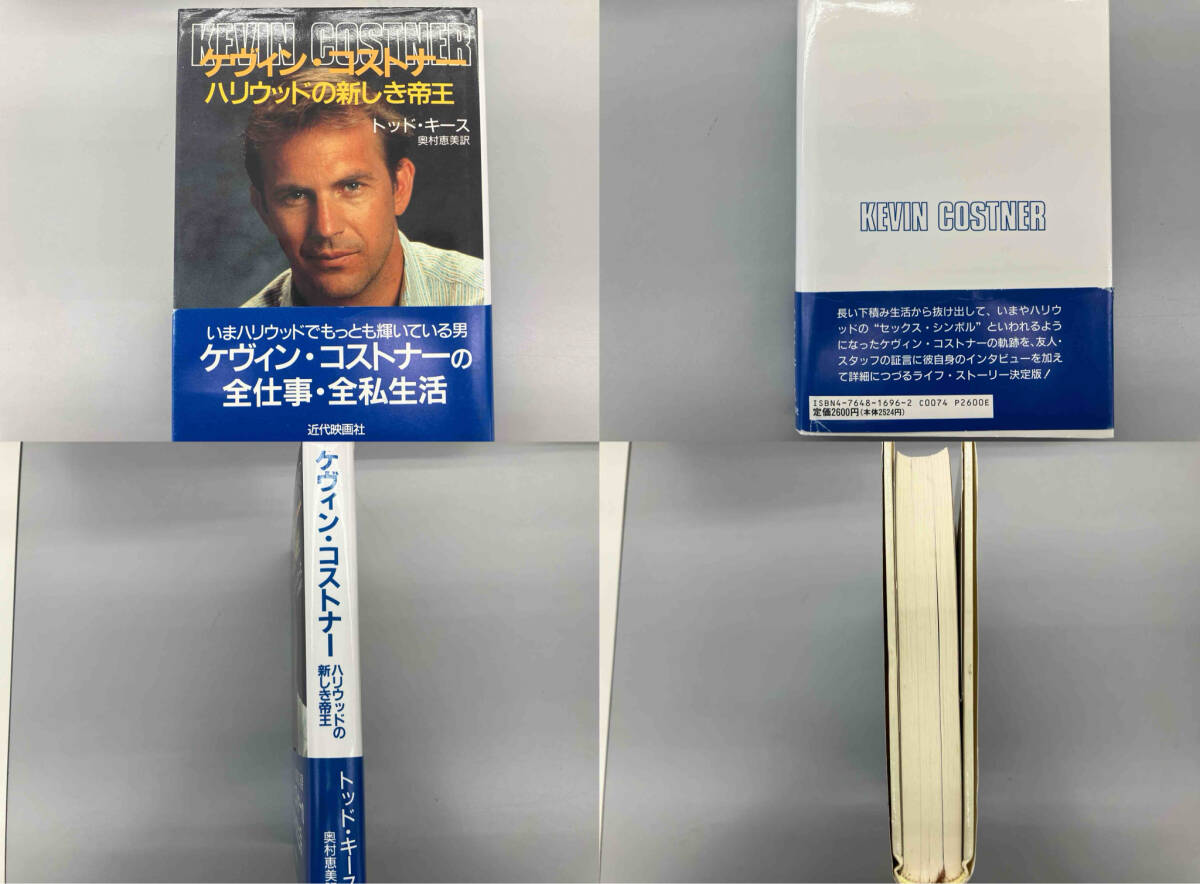 KEVIN COSTNER
ケヴィン・コストナー
ハリウッドの新しき帝王
トッド・キース
奥村恵美訳
いまハリウッドでもっとも輝いている男
ケヴィン・コストナーの
全仕事・全私生活
近代映画社
KEVIN COSTNER
長い下積み生活から抜け出して、いまやハリウ
ッドの“セックス・シンボル”といわれるよう
になったケヴィン・コストナーの軌跡を、友人・
スタッフの証言に彼自身のインタビューを加え
て詳細につづるライフ・ストーリー決定版！
ISBN4-7648-1696-2 C0074 P2600E
定価2600円(本体2524円)
ケヴィン・コストナー
ハリウッドの
新しき帝王
トッド・キース
奥村恵美